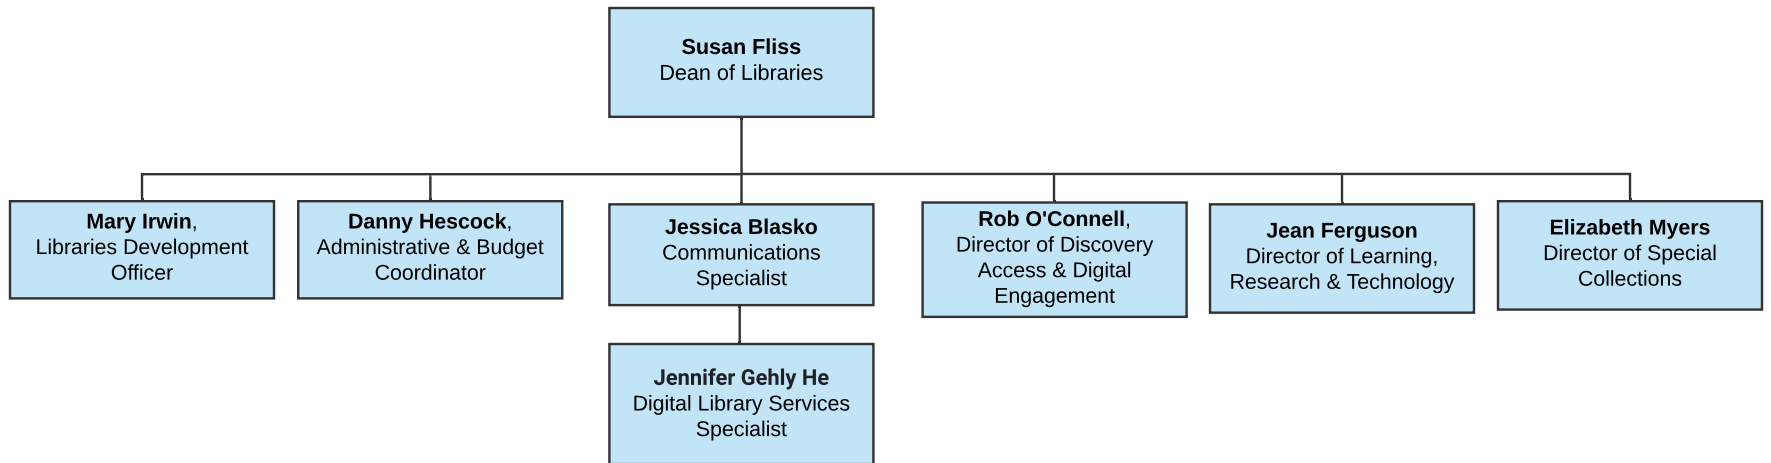 Susan Fliss
Dean of Libraries
Mary Irwin,
Libraries Development
Officer
Danny Hescock,
Administrative & Budget
Coordinator
Jessica Blasko
Communications
Specialist
Rob O'Connell,
Director of Discovery
Access & Digital
Engagement
Jean Ferguson
Director of Learning,
Research & Technology
Elizabeth Myers
Director of Special
Collections
Jennifer Gehly He
Digital Library Services
Specialist